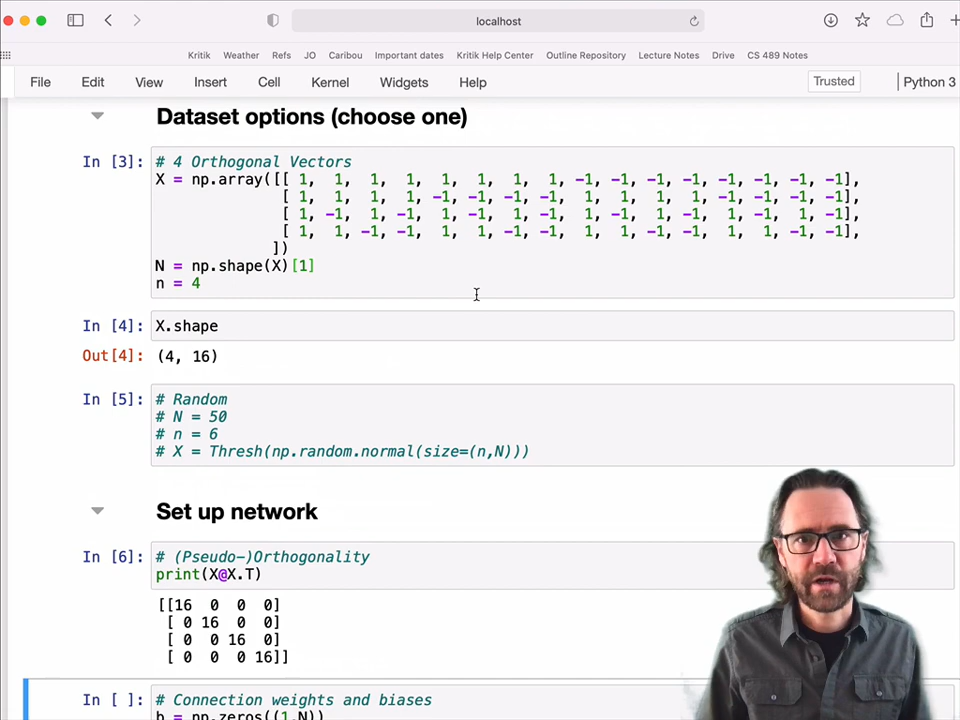 localhost
Kritik Weather Refs JO Caribou Important dates Kritik Help Center Outline Repository Lecture Notes Drive CS 489 Notes
File Edit View Insert Cell Kernel Widgets Help Trusted Python 3
Dataset options (choose one)
In [3]: # 4 Orthogonal Vectors
X = np.array([[ 1, 1, 1, 1, 1, 1, 1, 1, -1, -1, -1, -1, -1, -1, -1, -1],
[ 1, 1, 1, 1, -1, -1, -1, -1, 1, 1, 1, 1, -1, -1, -1, -1],
[ 1, -1, 1, -1, 1, -1, 1, -1, 1, -1, 1, -1, 1, -1, 1, -1],
[ 1, 1, -1, -1, 1, 1, -1, -1, 1, 1, -1, -1, 1, 1, -1, -1],
])
N = np.shape(X)[1]
n = 4
In [4]: X.shape
Out[4]: (4, 16)
In [5]: # Random
# N = 50
# n = 6
# X = Thresh(np.random.normal(size=(n,N)))
Set up network
In [6]: # (Pseudo-)Orthogonality
print(X@X.T)
[[16 0 0 0]
[ 0 16 0 0]
[ 0 0 16 0]
[ 0 0 0 16]]
In [ ]: # Connection weights and biases
b = np.zeros((1,N))